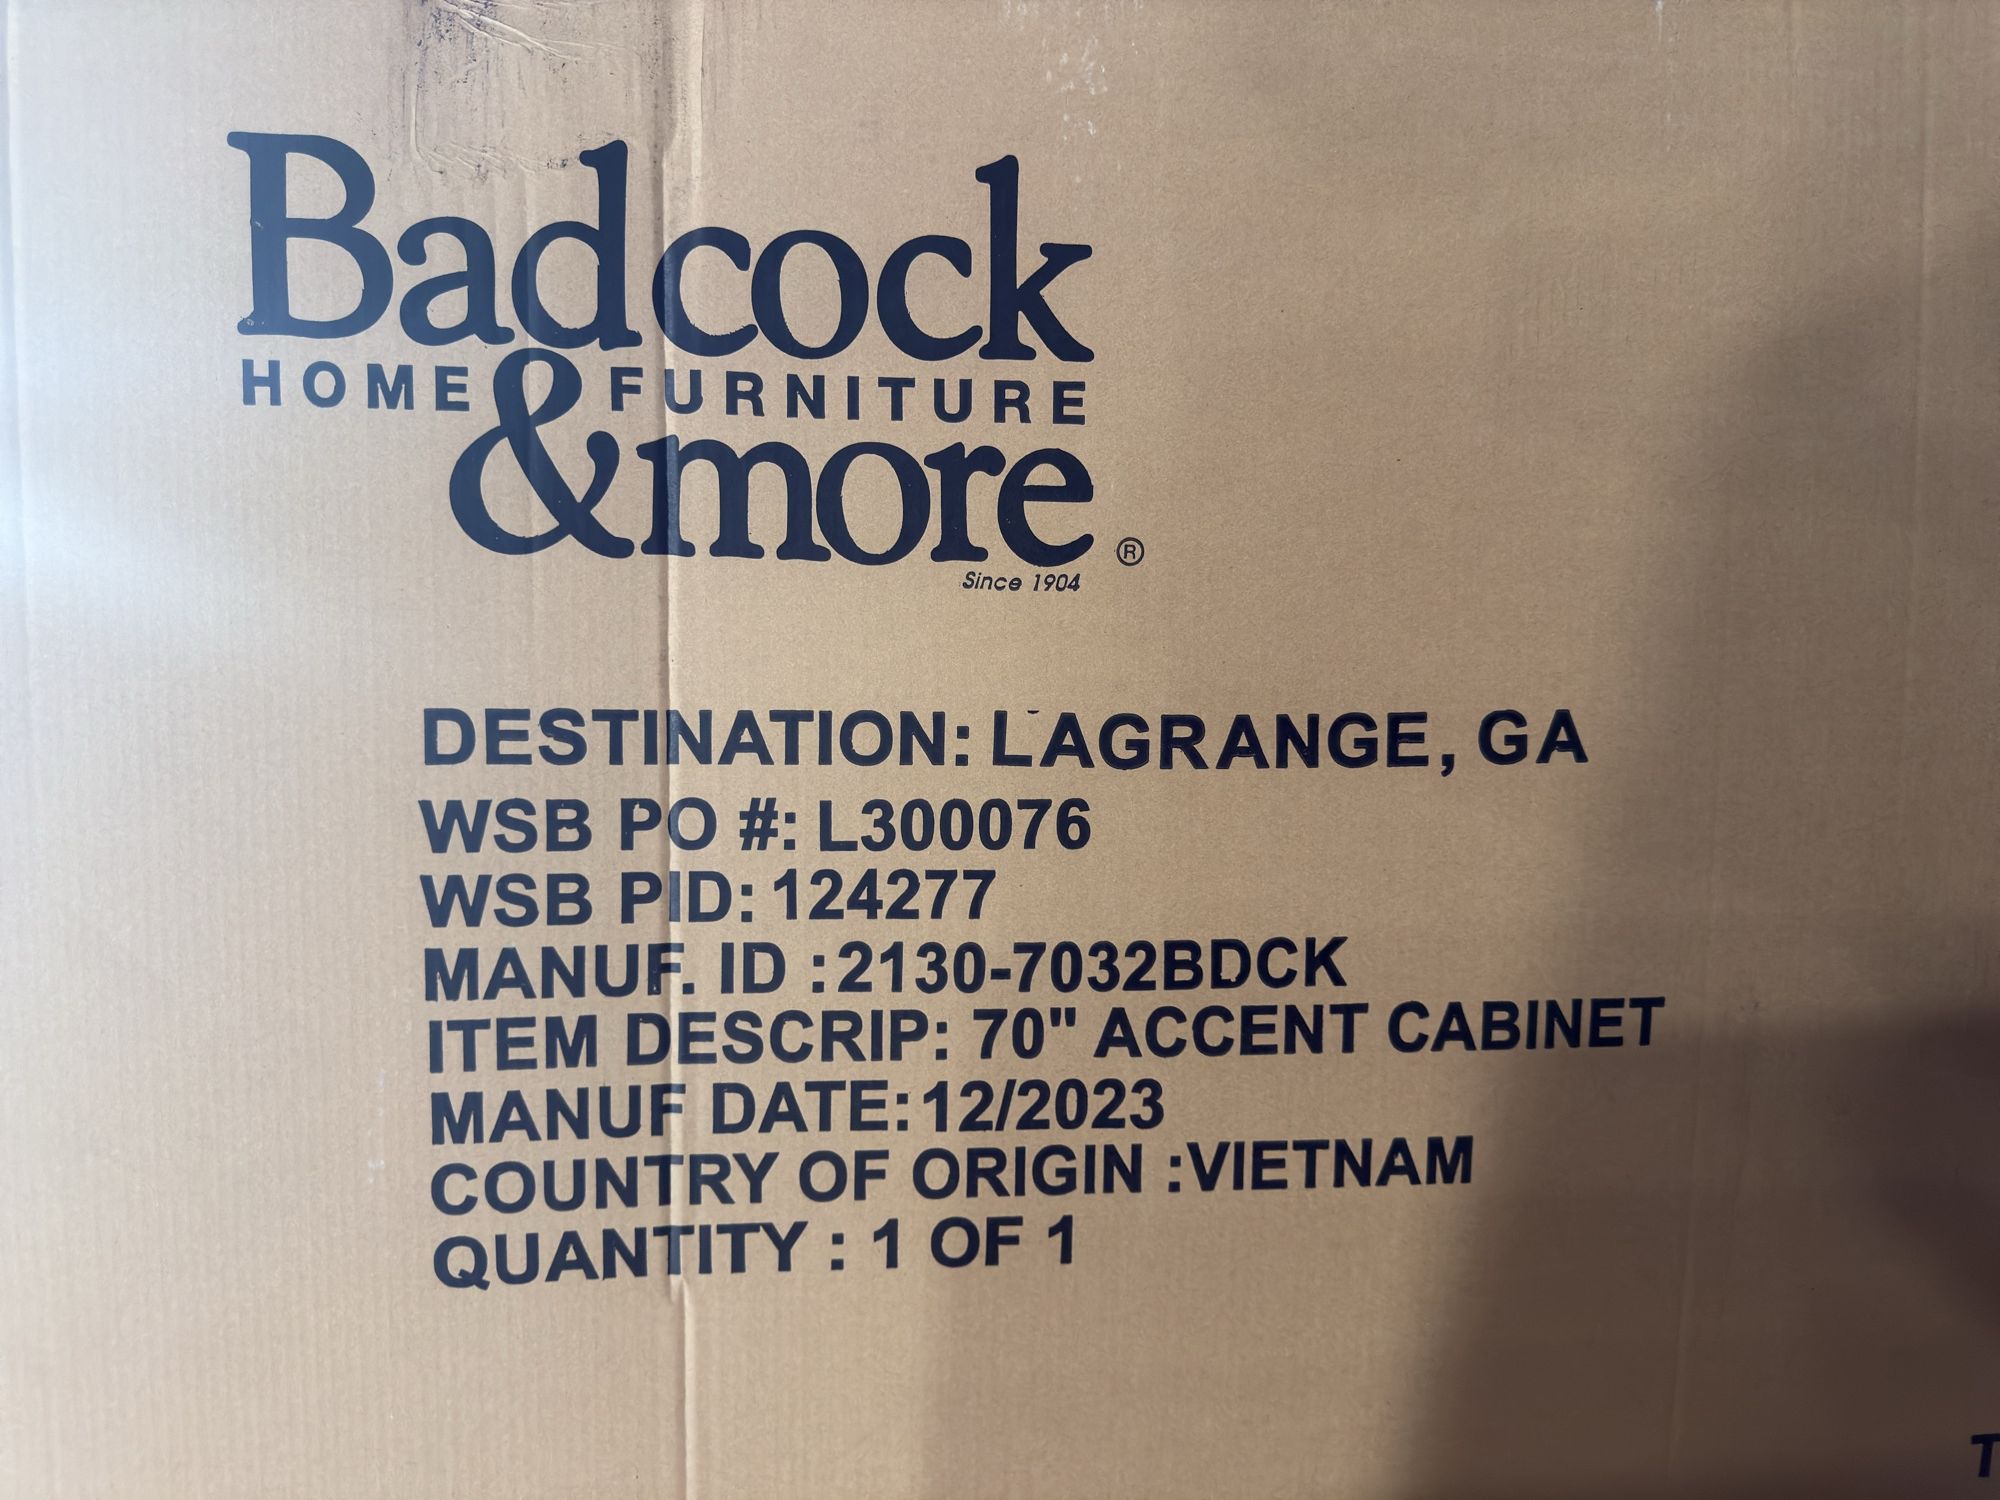 Badcock
HOME & FURNITURE
&more®
Since 1904
DESTINATION: LAGRANGE, GA
WSB PO #: L300076
WSB PID: 124277
MANUF. ID :2130-7032BDCK
ITEM DESCRIP: 70" ACCENT CABINET
MANUF DATE: 12/2023
COUNTRY OF ORIGIN :VIETNAM
QUANTITY : 1 OF 1